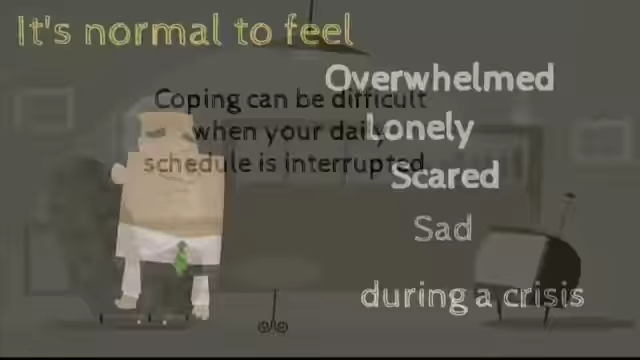 It's normal to feel
Overwhelmed
Lonely
Scared
Sad
during a crisis
Coping can be difficult
when your daily
schedule is interrupted